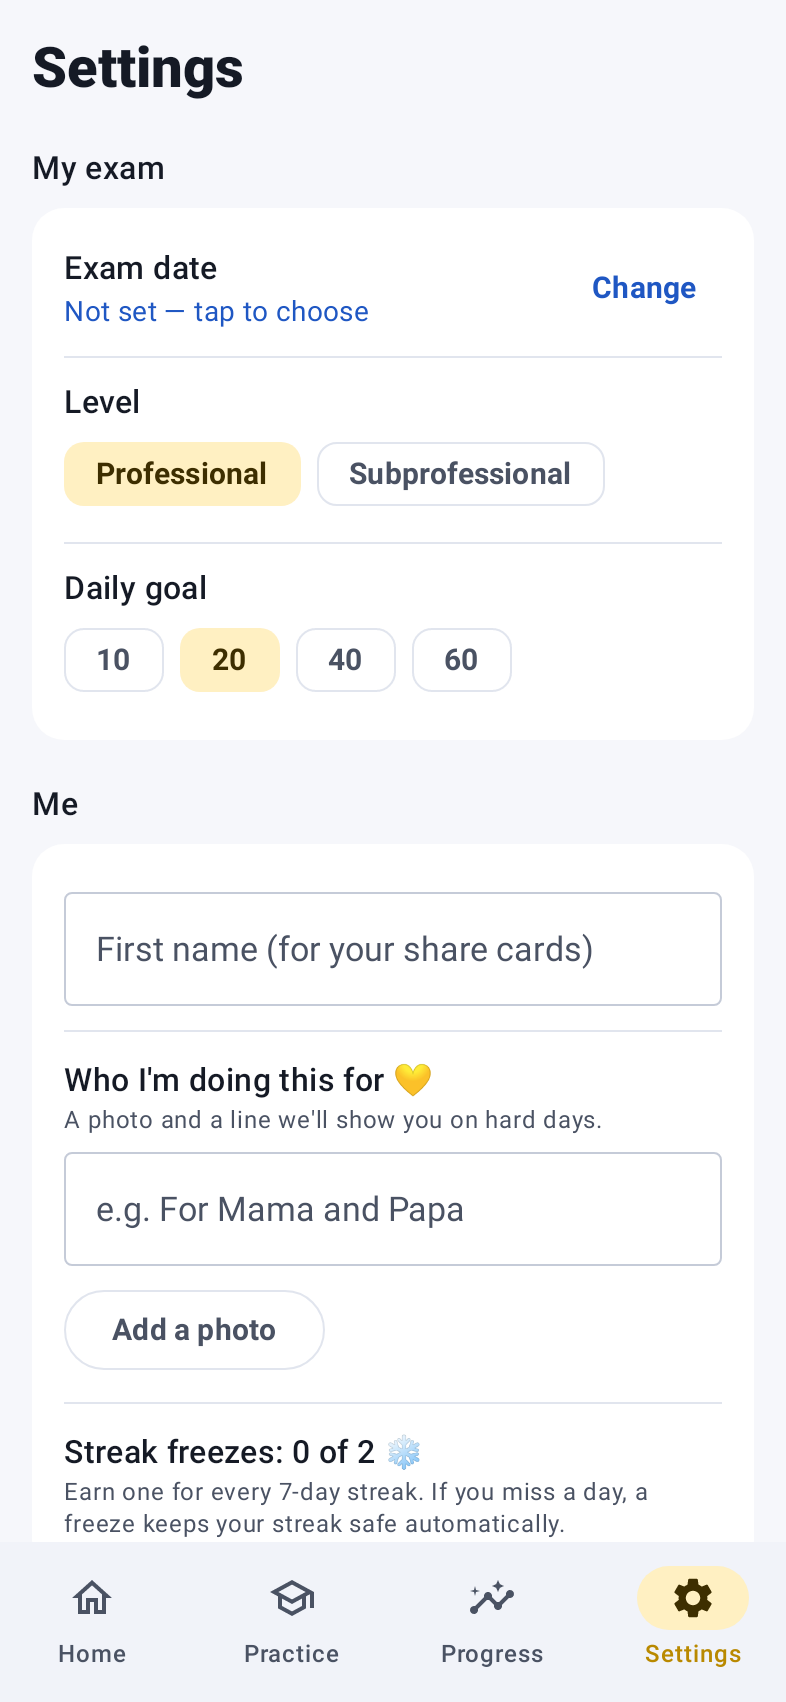 Settings
My exam
Exam date
Not set — tap to choose
Change
Level
Professional
Subprofessional
Daily goal
10
20
40
60
Me
First name (for your share cards)
Who I'm doing this for 💛
A photo and a line we'll show you on hard days.
e.g. For Mama and Papa
Add a photo
Streak freezes: 0 of 2 ❄️
Earn one for every 7-day streak. If you miss a day, a
freeze keeps your streak safe automatically.
Home
Practice
Progress
Settings